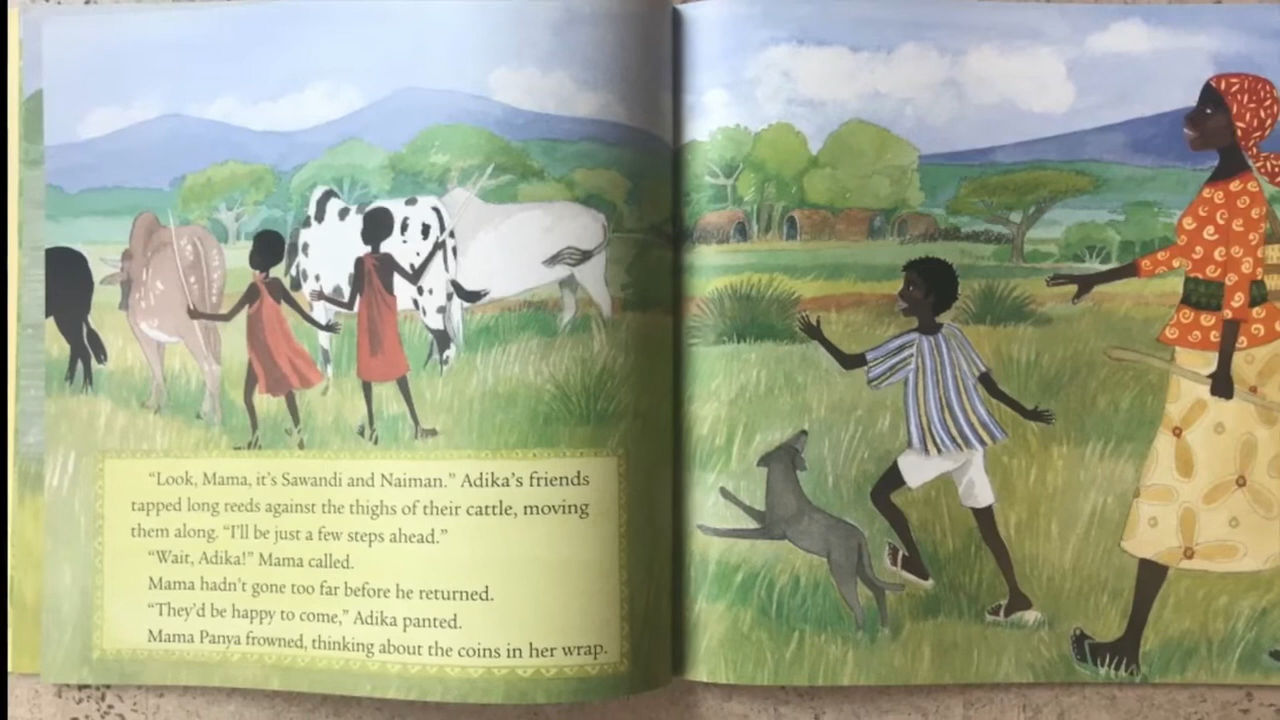 “Look, Mama, it’s Sawandi and Naiman.” Adika’s friends
tapped long reeds against the thighs of their cattle, moving
them along. “I’ll be just a few steps ahead.”
“Wait, Adika!” Mama called.
Mama hadn’t gone too far before he returned.
“They’d be happy to come,” Adika panted.
Mama Panya frowned, thinking about the coins in her wrap.